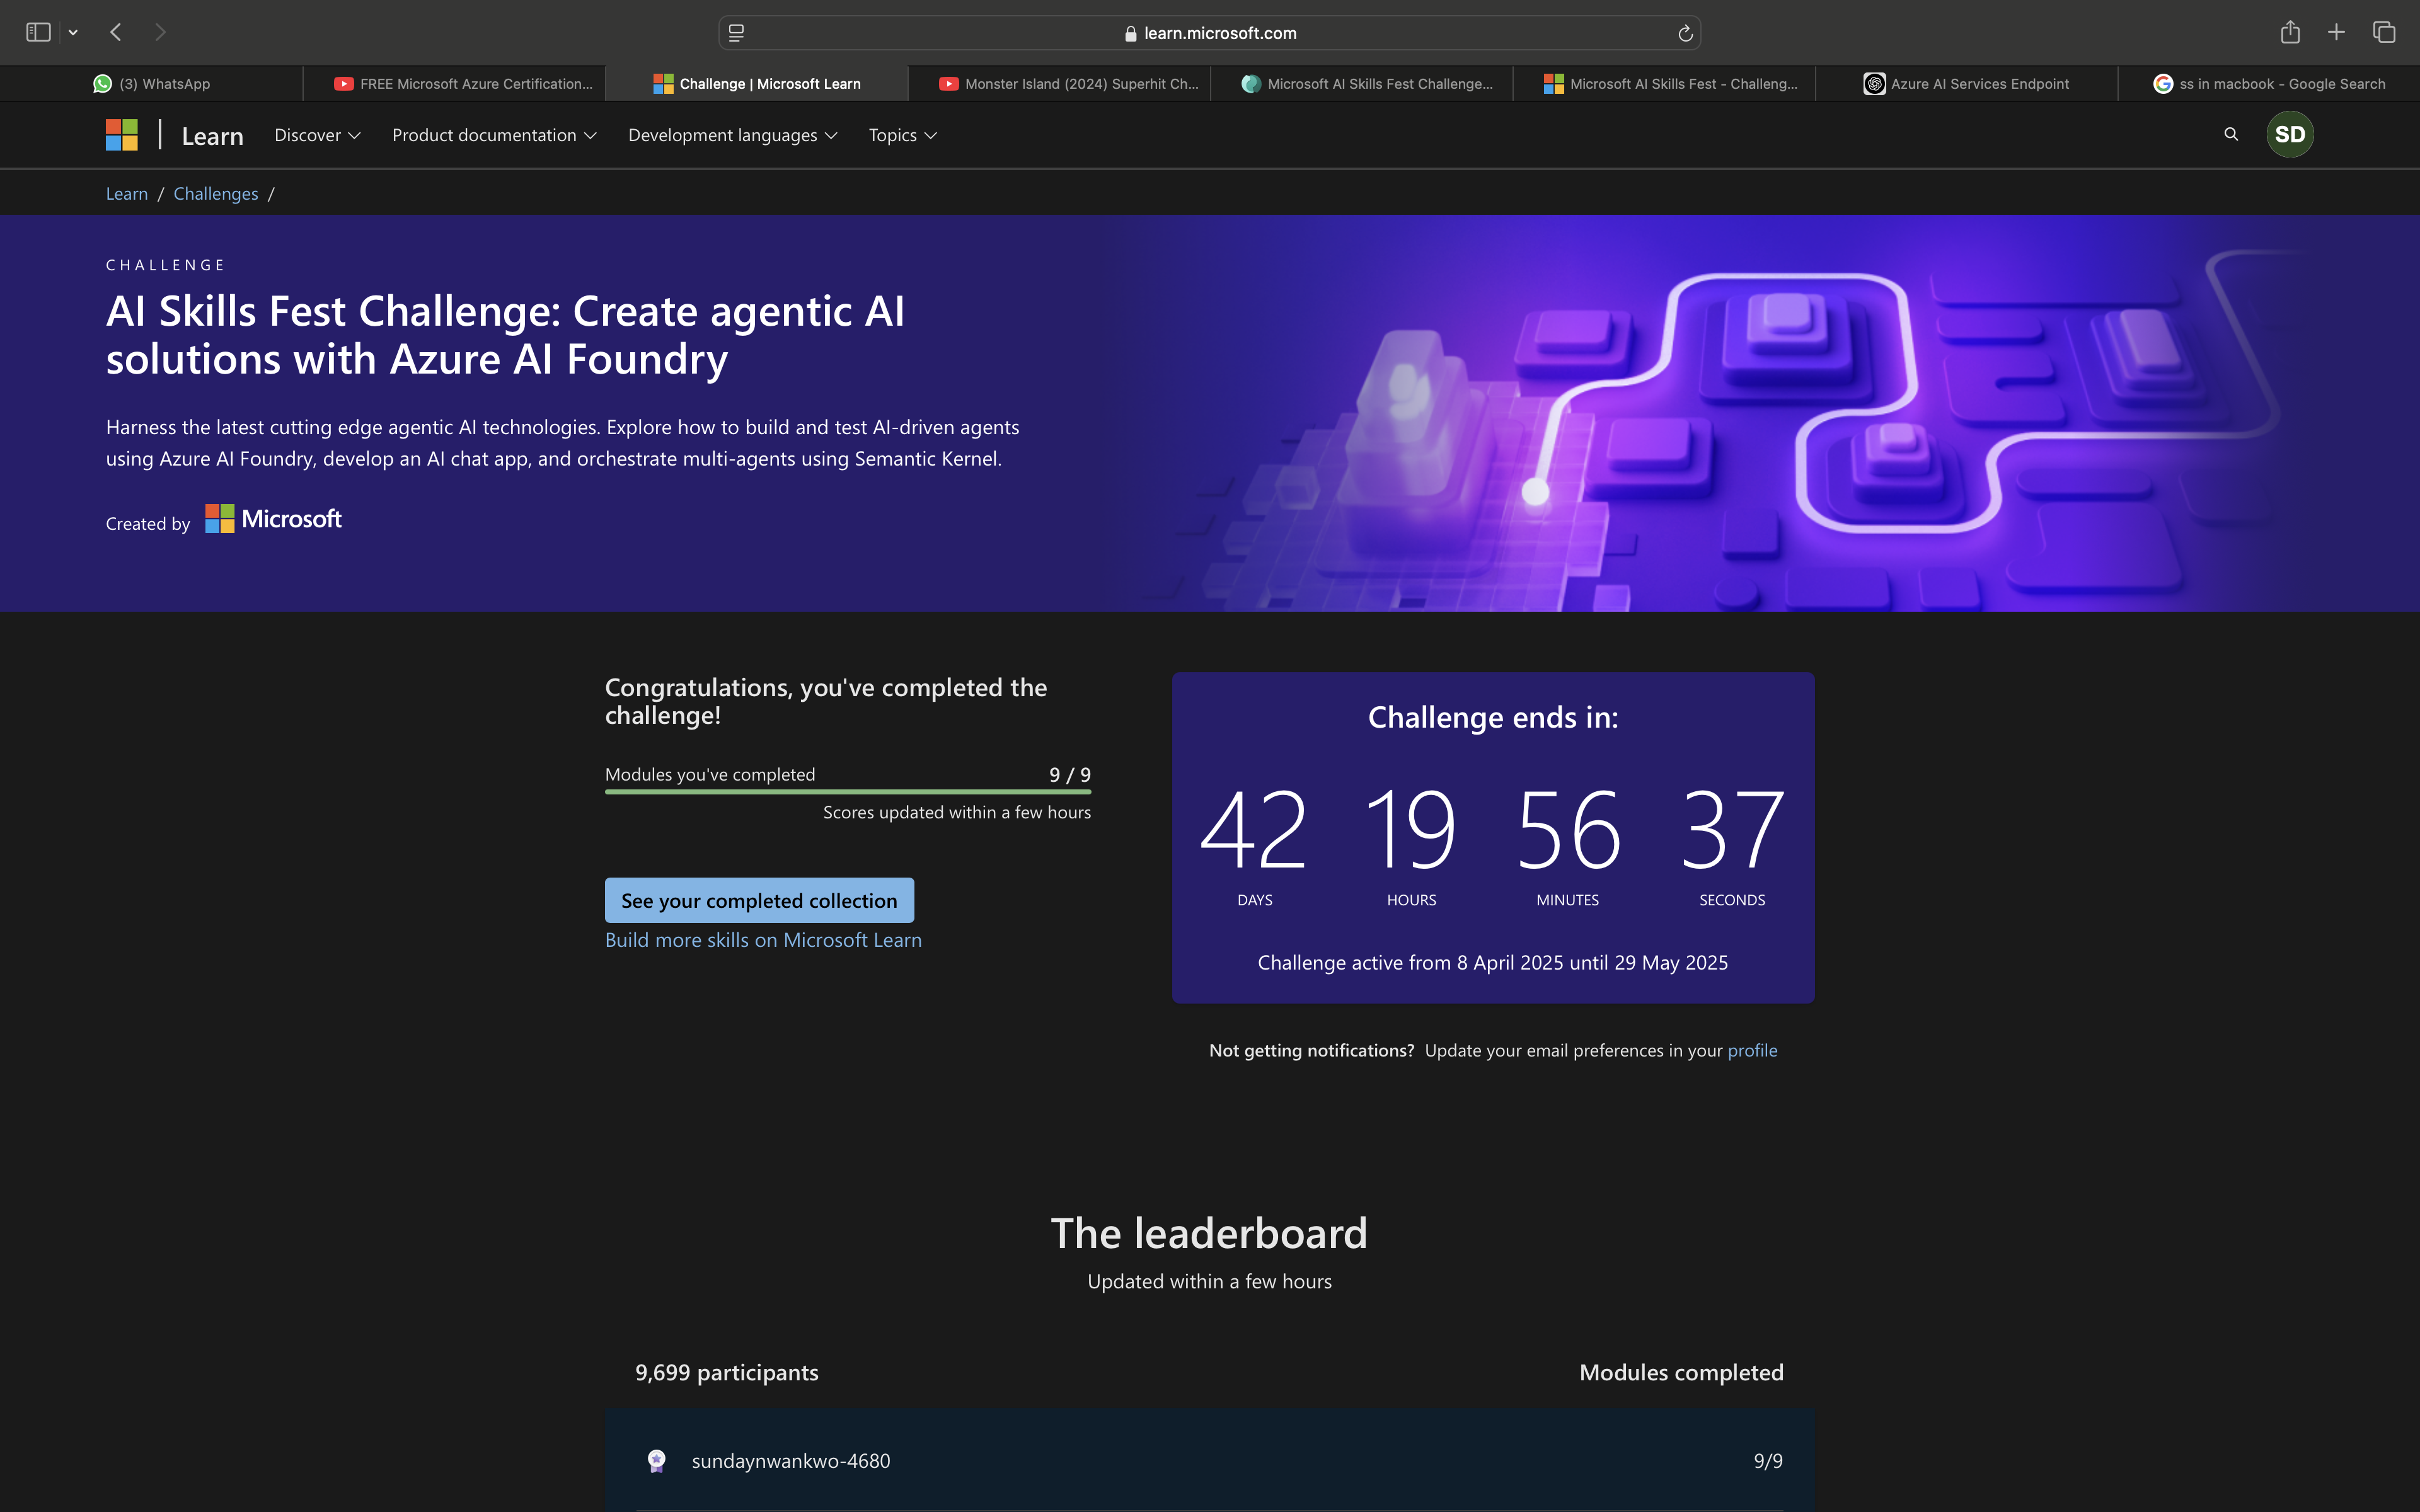 learn.microsoft.com
(3) WhatsApp
FREE Microsoft Azure Certification...
Challenge | Microsoft Learn
Monster Island (2024) Superhit Ch...
Microsoft AI Skills Fest Challenge...
Microsoft AI Skills Fest - Challeng...
Azure AI Services Endpoint
ss in macbook - Google Search
Learn
Discover
Product documentation
Development languages
Topics
SD
Learn / Challenges /
CHALLENGE
AI Skills Fest Challenge: Create agentic AI
solutions with Azure AI Foundry
Harness the latest cutting edge agentic AI technologies. Explore how to build and test AI-driven agents
using Azure AI Foundry, develop an AI chat app, and orchestrate multi-agents using Semantic Kernel.
Created by Microsoft
Congratulations, you've completed the
challenge!
Modules you've completed 9 / 9
Scores updated within a few hours
See your completed collection
Build more skills on Microsoft Learn
Challenge ends in:
42 19 56 37
DAYS HOURS MINUTES SECONDS
Challenge active from 8 April 2025 until 29 May 2025
Not getting notifications? Update your email preferences in your profile
The leaderboard
Updated within a few hours
9,699 participants Modules completed
sundaynwankwo-4680 9/9